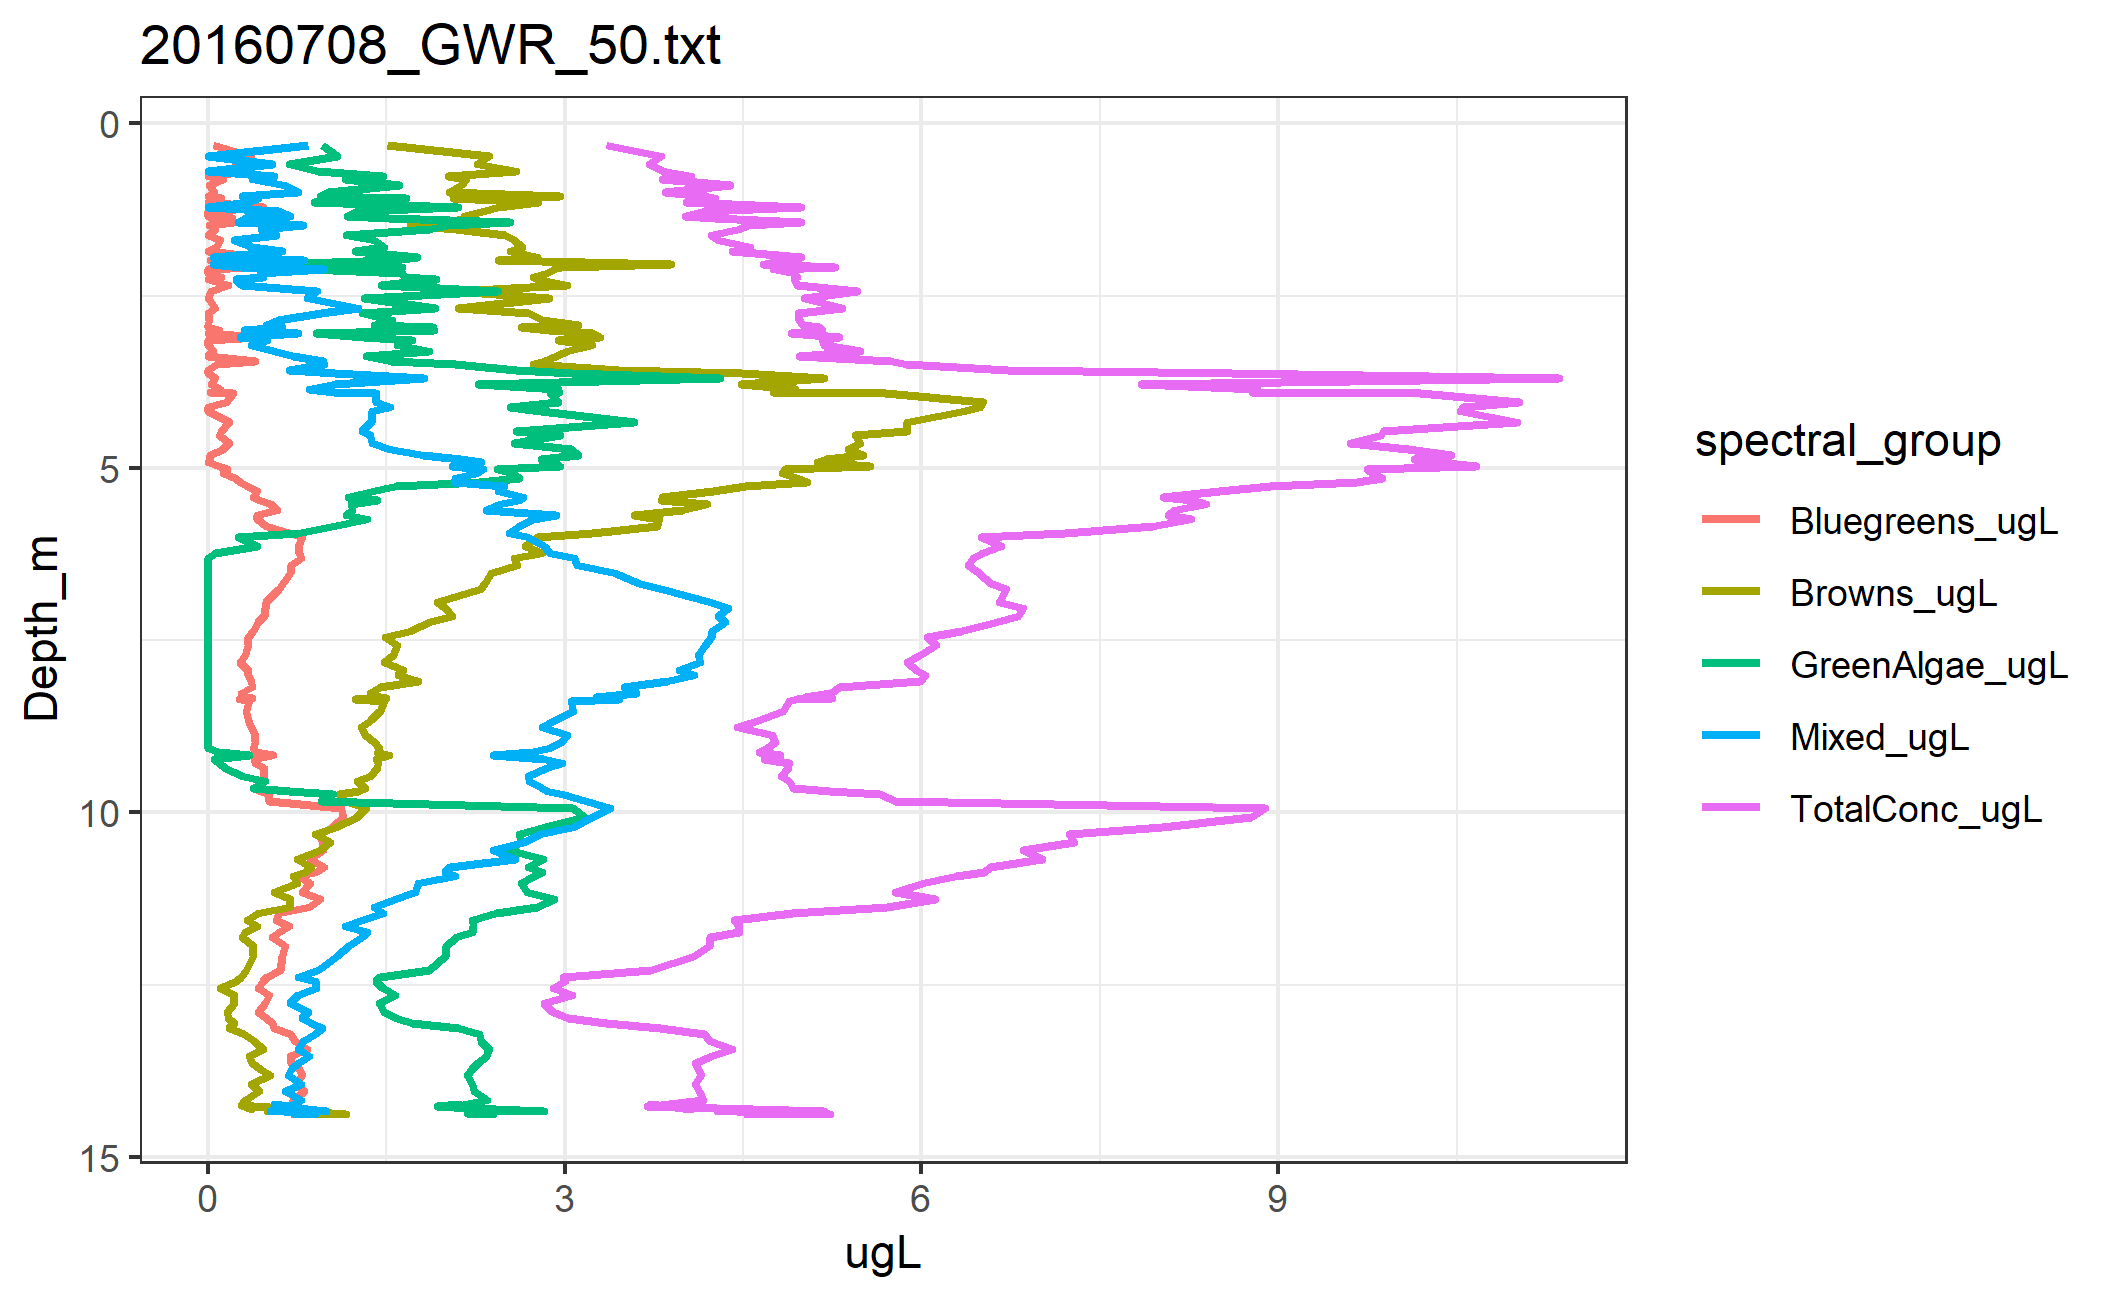 20160708_GWR_50.txt
0
5
10
15
Depth_m
0 3 6 9
ugL
spectral_group
Bluegreens_ugL
Browns_ugL
GreenAlgae_ugL
Mixed_ugL
TotalConc_ugL